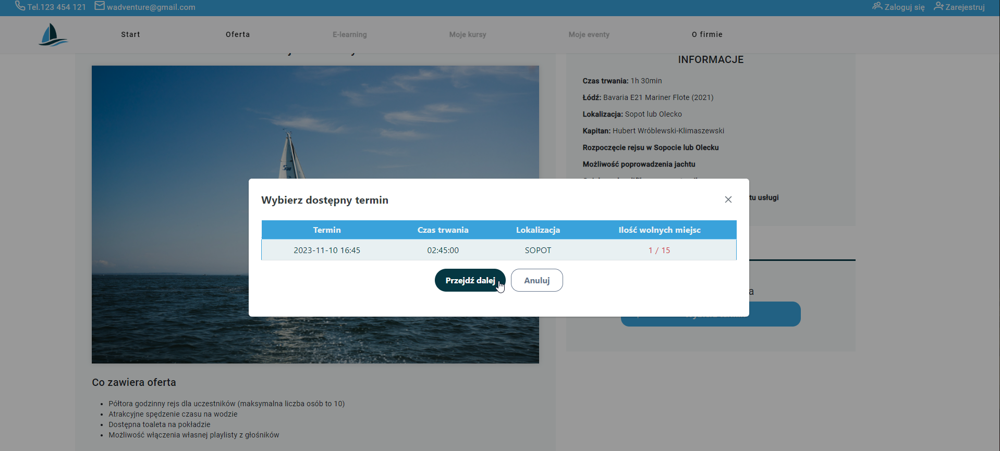 Tel.123 454 121 wadventure@gmail.com Zaloguj się Zarejestruj
Start Oferta E-learning Moje kursy Moje eventy O firmie
INFORMACJE
Czas trwania: 1h 30min
Łódź: Bavaria E21 Mariner Flote (2021)
Lokalizacja: Sopot lub Olecko
Kapitan: Hubert Wróblewski-Klimaszewski
Rozpoczęcie rejsu w Sopocie lub Olecku
Możliwość poprowadzenia jachtu
tu usługi
Wybierz dostępny termin
Termin Czas trwania Lokalizacja Ilość wolnych miejsc
2023-11-10 16:45 02:45:00 SOPOT 1 / 15
Przejdź dalej Anuluj
a
Co zawiera oferta
• Półtora godzinny rejs dla uczestników (maksymalna liczba osób to 10)
• Atrakcyjne spędzenie czasu na wodzie
• Dostępna toaleta na pokładzie
• Możliwość włączenia własnej playlisty z głośników